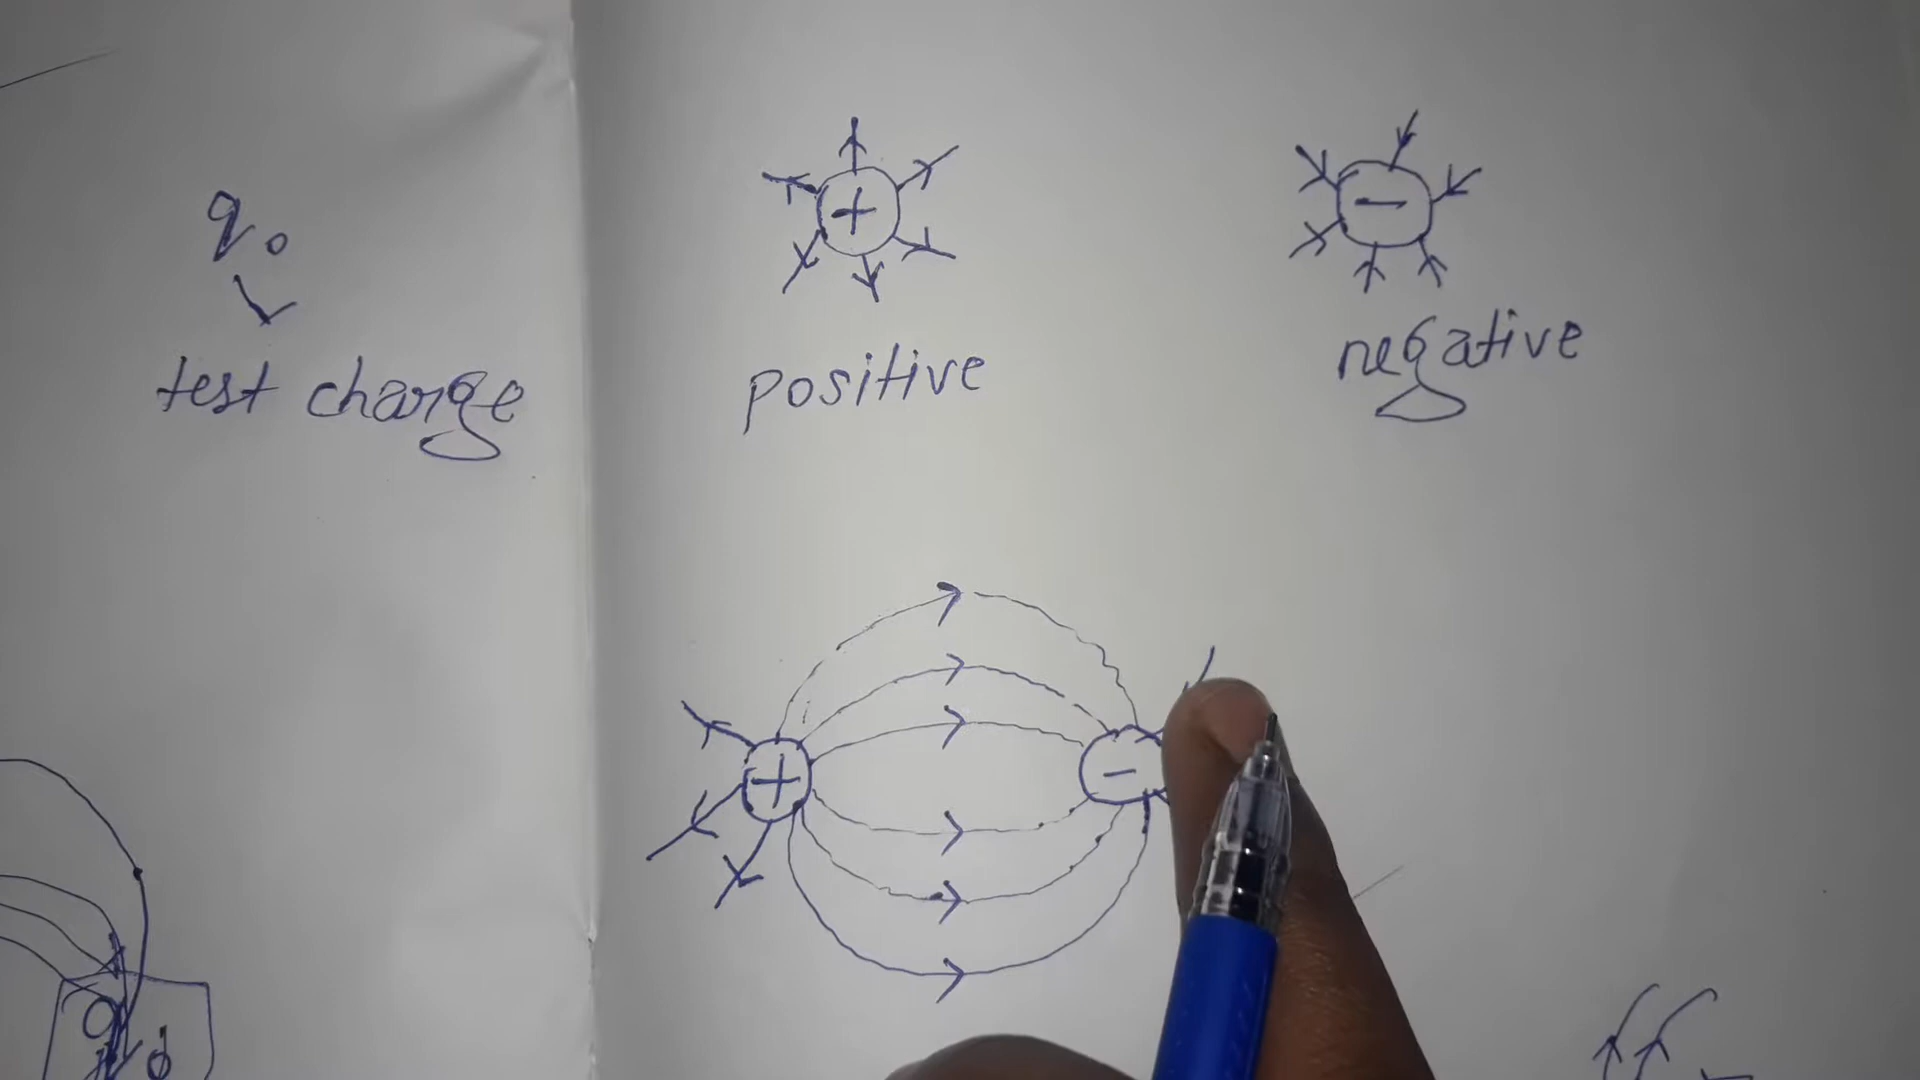 +
-
q₀
test charge
positive
negative
+
-